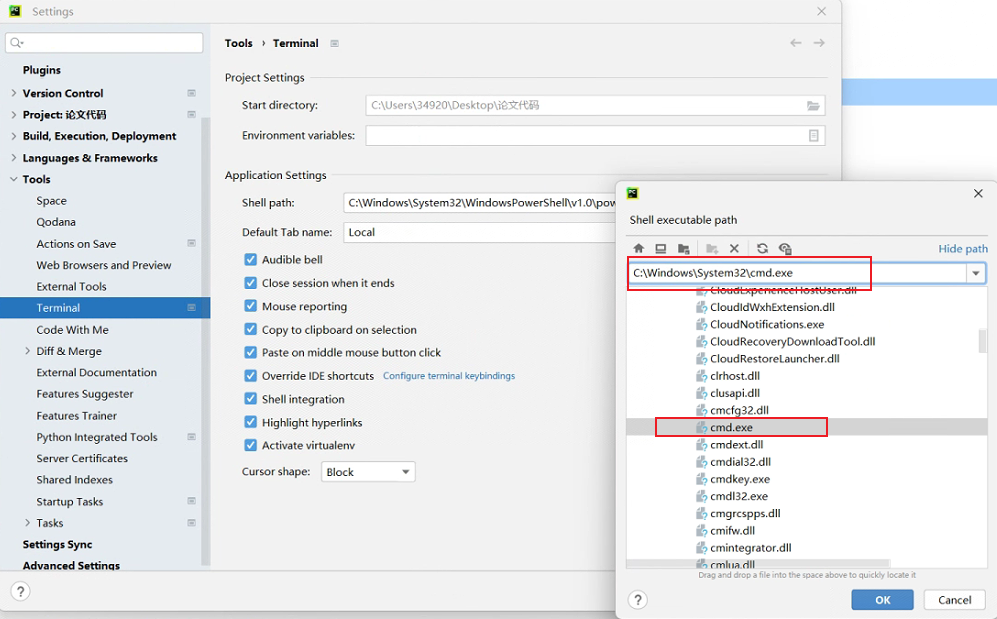 Settings
Plugins
Version Control
Project: 论文代码
Build, Execution, Deployment
Languages & Frameworks
Tools
Space
Qodana
Actions on Save
Web Browsers and Preview
External Tools
Terminal
Code With Me
Diff & Merge
External Documentation
Features Suggester
Features Trainer
Python Integrated Tools
Server Certificates
Shared Indexes
Startup Tasks
Tasks
Settings Sync
Advanced Settings
Tools › Terminal
Project Settings
Start directory: C:\Users\34920\Desktop\论文代码
Environment variables:
Application Settings
Shell path: C:\Windows\System32\WindowsPowerShell\v1.0\pow
Default Tab name: Local
Audible bell
Close session when it ends
Mouse reporting
Copy to clipboard on selection
Paste on middle mouse button click
Override IDE shortcuts Configure terminal keybindings
Shell integration
Highlight hyperlinks
Activate virtualenv
Cursor shape: Block
?
PC
Shell executable path
Hide path
C:\Windows\System32\cmd.exe
CloudExperienceHostUser.dll
CloudIdWxhExtension.dll
CloudNotifications.exe
CloudRecoveryDownloadTool.dll
CloudRestoreLauncher.dll
clrhost.dll
clusapi.dll
cmcfg32.dll
cmd.exe
cmdext.dll
cmdial32.dll
cmdkey.exe
cmdl32.exe
cmgrcspps.dll
cmifw.dll
cmintegrator.dll
cmlua.dll
Drag and drop a file into the space above to quickly locate it
?
OK
Cancel